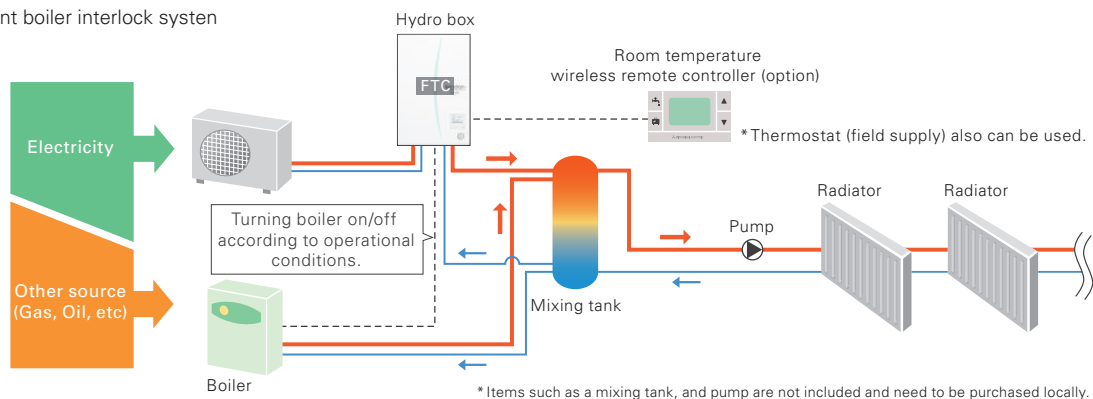 nt boiler interlock systen
Hydro box
FTC
Room temperature
wireless remote controller (option)
*Thermostat (field supply) also can be used.
Electricity
Turning boiler on/off
according to operational
conditions.
Other source
(Gas, Oil, etc)
Boiler
Mixing tank
Pump
Radiator
Radiator
*Items such as a mixing tank, and pump are not included and need to be purchased locally.